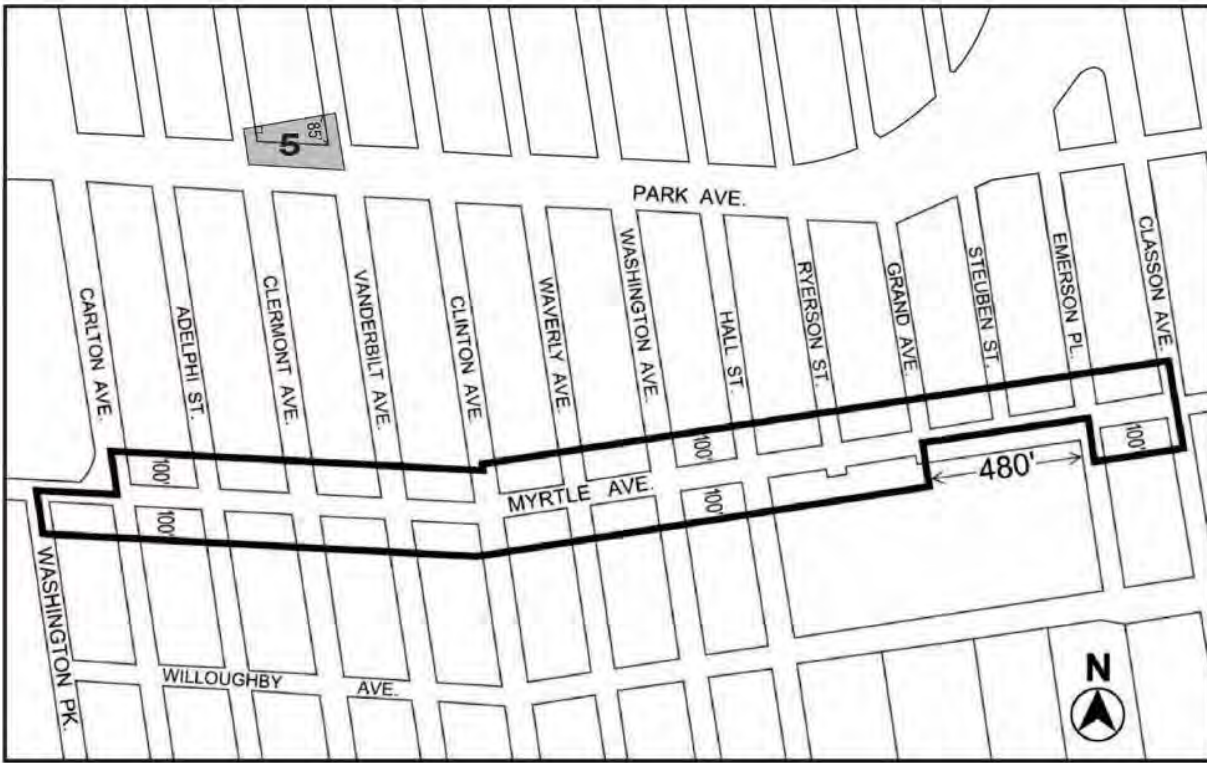 85'
5
PARK AVE.
CARLTON AVE.
ADELPHI ST.
CLERMONT AVE.
VANDERBILT AVE.
CLINTON AVE.
WAVERLY AVE.
WASHINGTON AVE.
HALL ST.
RYERSON ST.
GRAND AVE.
STEUBEN ST.
EMERSON PL.
CLASSON AVE.
100'
100'
100'
100'
MYRTLE AVE.
480'
100'
WASHINGTON PK.
WILLOUGHBY AVE.
N